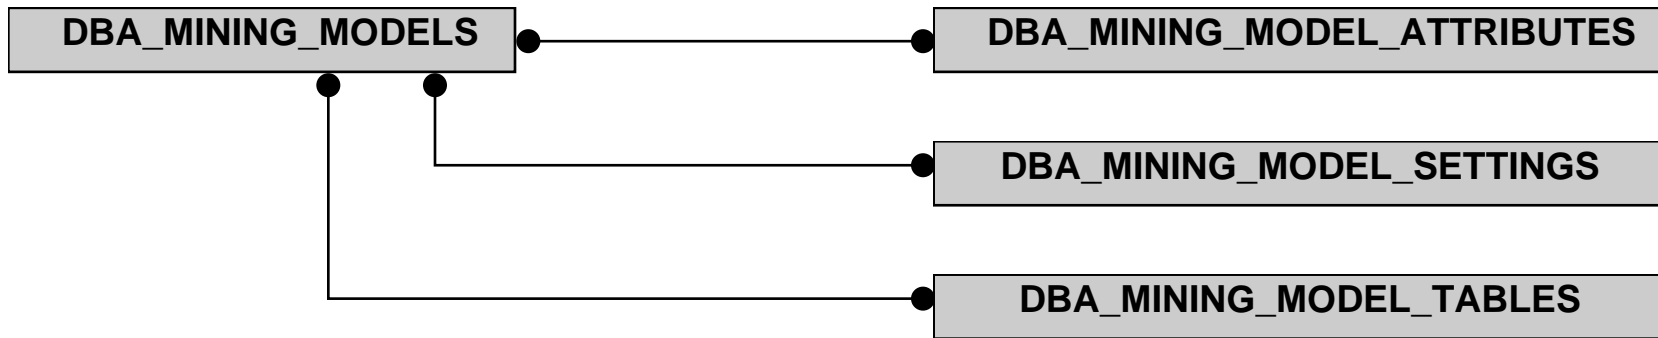 DBA_MINING_MODELS
DBA_MINING_MODEL_ATTRIBUTES
DBA_MINING_MODEL_SETTINGS
DBA_MINING_MODEL_TABLES